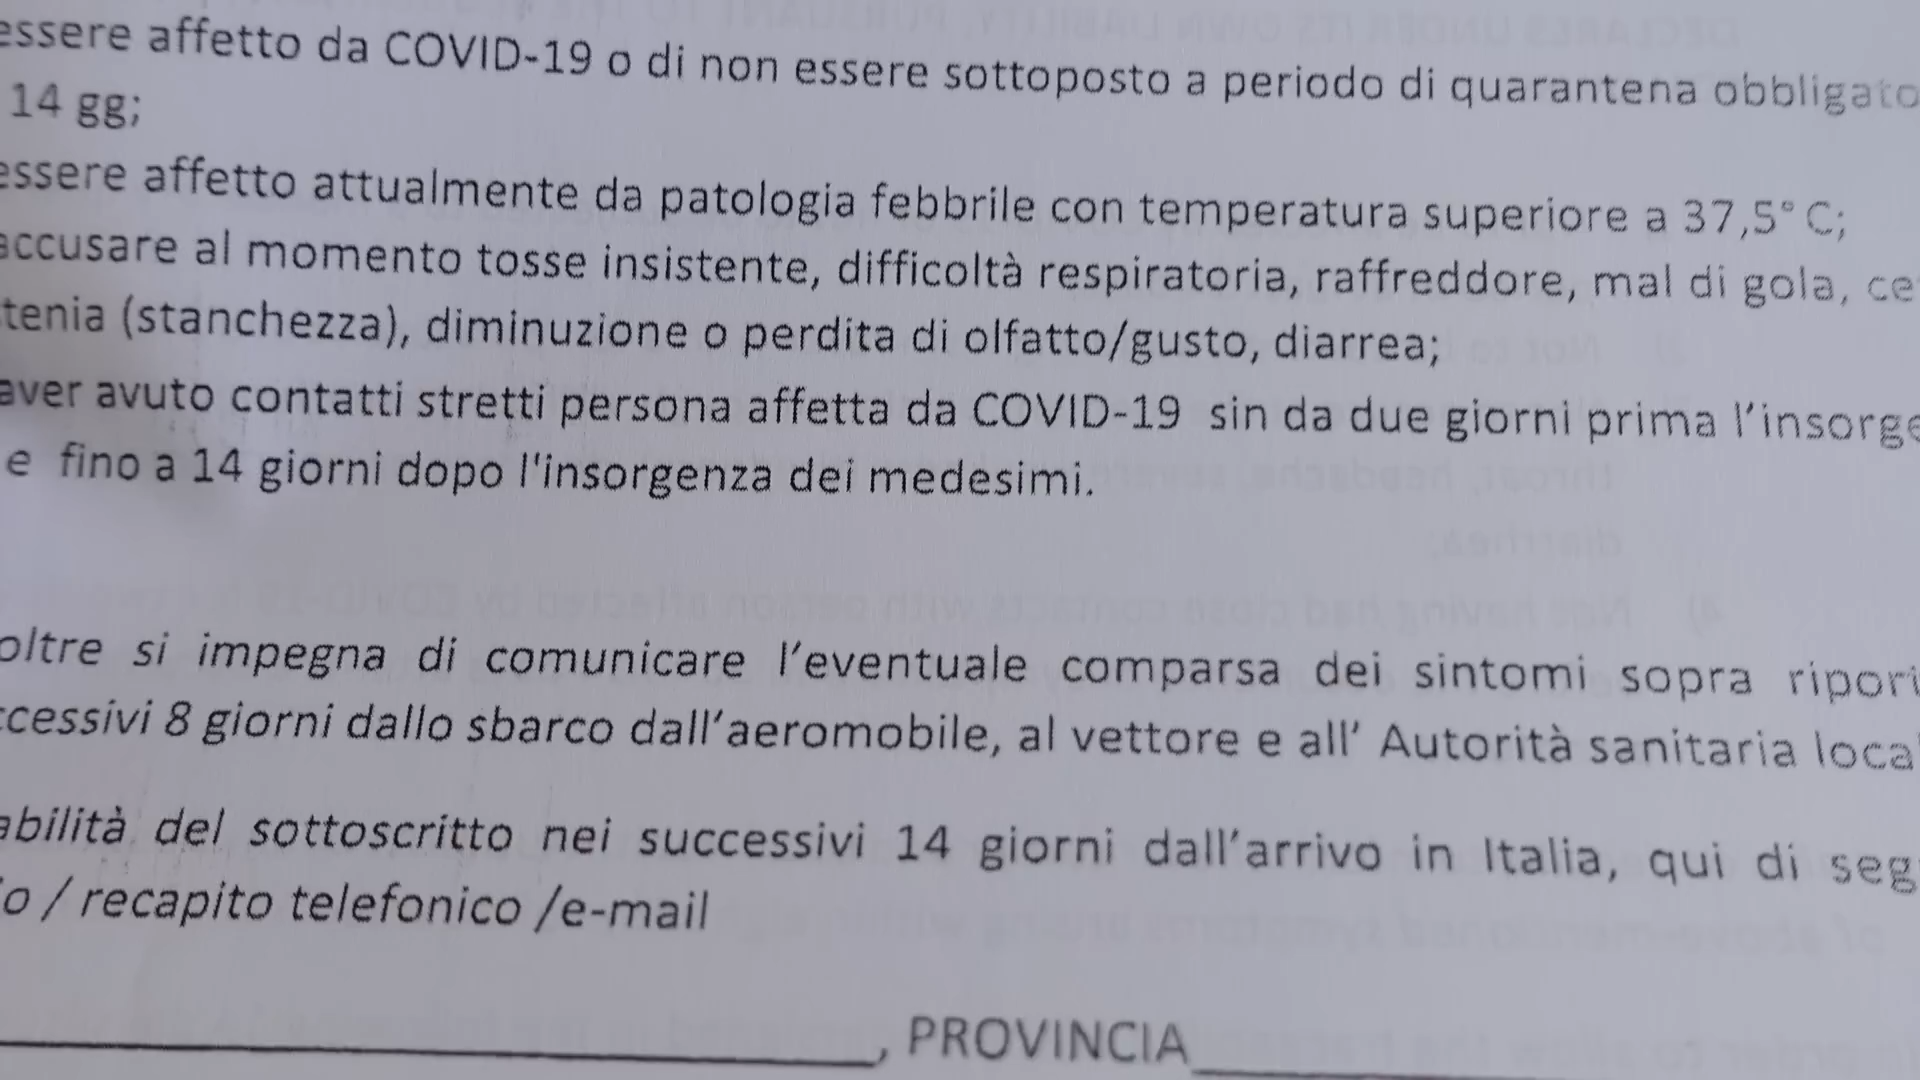 essere affetto da COVID-19 o di non essere sottoposto a periodo di quarantena obbligato
14 gg;
essere affetto attualmente da patologia febbrile con temperatura superiore a 37,5° C;
accusare al momento tosse insistente, difficoltà respiratoria, raffreddore, mal di gola, ce
tenia (stanchezza), diminuzione o perdita di olfatto/gusto, diarrea;
aver avuto contatti stretti persona affetta da COVID-19 sin da due giorni prima l'insorge
e fino a 14 giorni dopo l'insorgenza dei medesimi.
oltre si impegna di comunicare l'eventuale comparsa dei sintomi sopra ripori
ccessivi 8 giorni dallo sbarco dall'aeromobile, al vettore e all' Autorità sanitaria local
abilità del sottoscritto nei successivi 14 giorni dall'arrivo in Italia, qui di seg
o / recapito telefonico /e-mail
, PROVINCIA